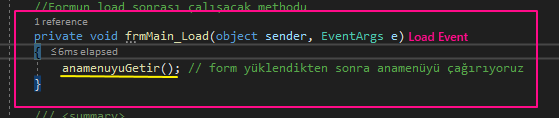 //Formun load sonrası çalışacak methodu
1 reference
private void frmMain_Load(object sender, EventArgs e) Load Event
{ ≤6ms elapsed
anamenuyuGetir(); // form yüklendikten sonra anamenüyü çağırıyoruz
}
/// <summary>